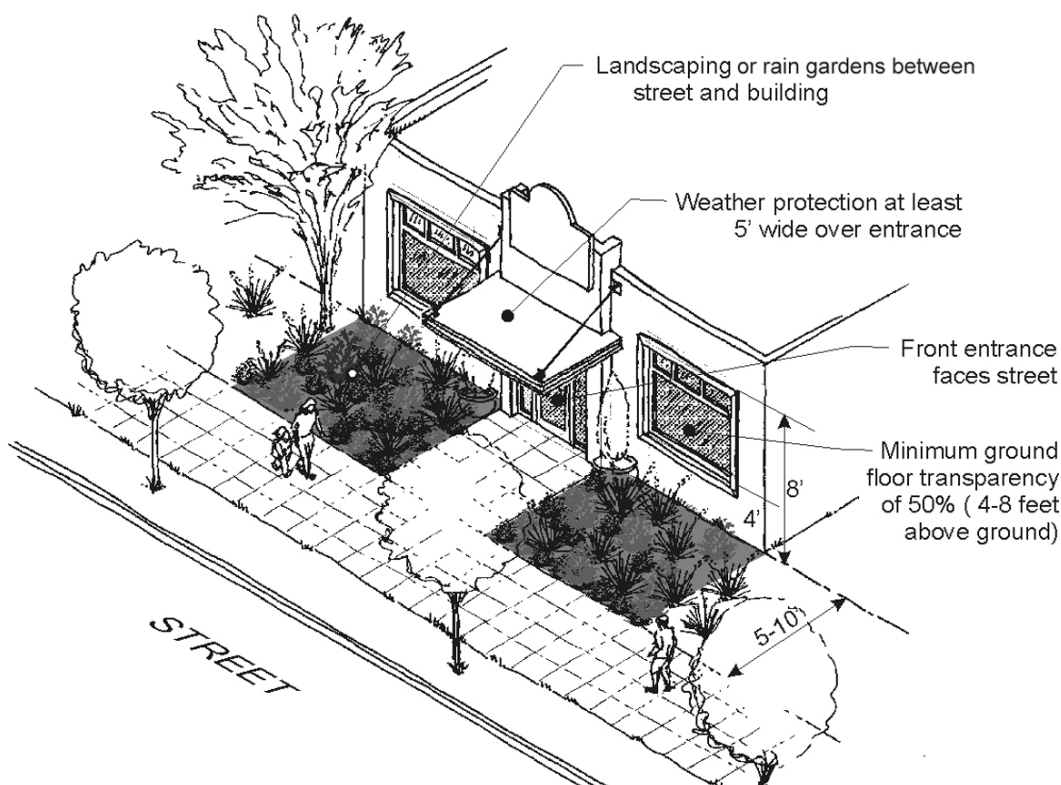 Landscaping or rain gardens between
street and building
Weather protection at least
5' wide over entrance
Front entrance
faces street
Minimum ground
floor transparency
of 50% ( 4-8 feet
above ground)
8'
4'
5-10'
STREET